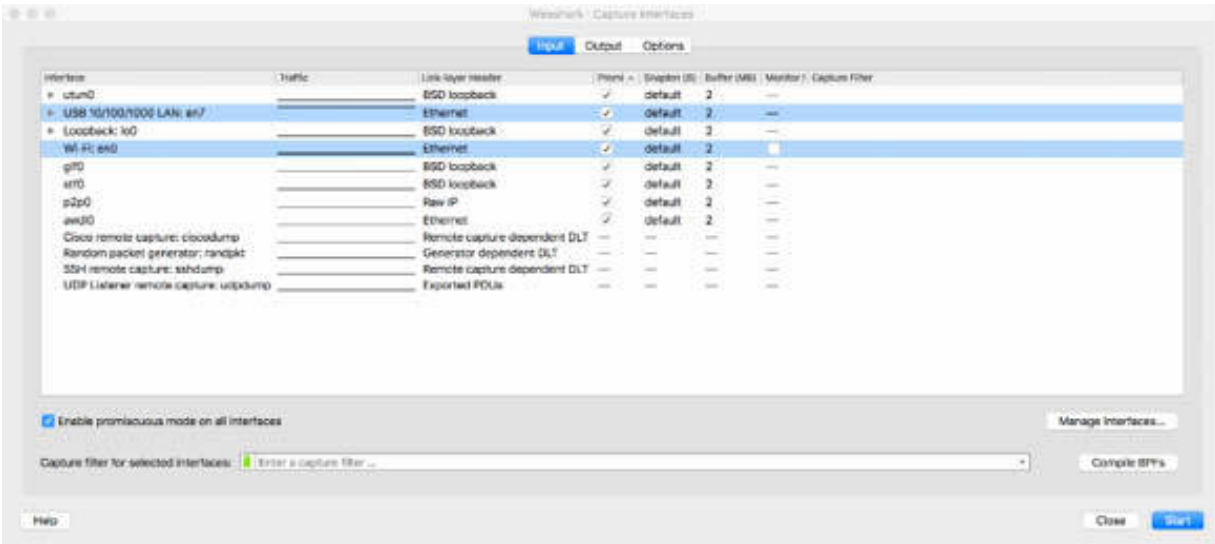 Wireshark · Capture Interfaces
Input Output Options
Interface Traffic Link-layer Header Promi Snaplen (B) Buffer (MB) Monitor Capture Filter
utun0 BSD loopback ✓ default 2 —
USB 10/100/1000 LAN: en7 Ethernet ✓ default 2 —
Loopback: lo0 BSD loopback ✓ default 2 —
Wi-Fi: en0 Ethernet ✓ default 2
gif0 BSD loopback ✓ default 2 —
stf0 BSD loopback ✓ default 2 —
p2p0 Raw IP ✓ default 2 —
awdl0 Ethernet ✓ default 2 —
Cisco remote capture: ciscodump Remote capture dependent DLT — — — —
Random packet generator: randpkt Generator dependent DLT — — — —
SSH remote capture: sshdump Remote capture dependent DLT — — — —
UDP Listener remote capture: udpdump Exported PDUs — — — —
Enable promiscuous mode on all interfaces Manage Interfaces...
Capture filter for selected interfaces: Enter a capture filter ... Compile BPFs
Help Close Start